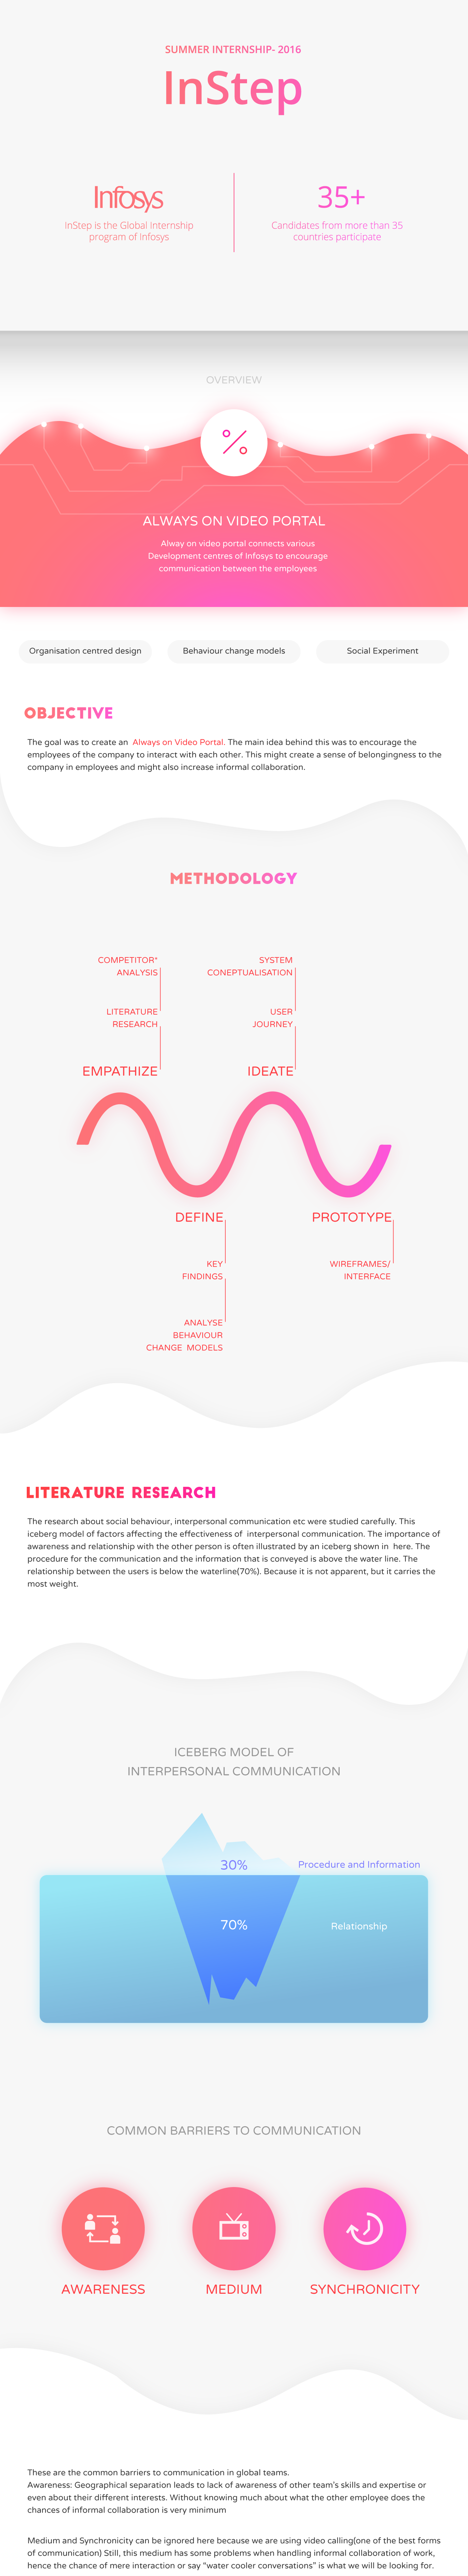 SUMMER INTERNSHIP- 2016
InStep
Infosys
InStep is the Global Internship
program of Infosys
35+
Candidates from more than 35
countries participate
OVERVIEW
ALWAYS ON VIDEO PORTAL
Alway on video portal connects various
Development centres of Infosys to encourage
communication between the employees
Organisation centred design
Behaviour change models
Social Experiment
OBJECTIVE
The goal was to create an Always on Video Portal. The main idea behind this was to encourage the
employees of the company to interact with each other. This might create a sense of belongingness to the
company in employees and might also increase informal collaboration.
METHODOLOGY
COMPETITOR*
ANALYSIS
LITERATURE
RESEARCH
EMPATHIZE
SYSTEM
CONEPTUALISATION
USER
JOURNEY
IDEATE
DEFINE
KEY
FINDINGS
ANALYSE
BEHAVIOUR
CHANGE MODELS
PROTOTYPE
WIREFRAMES/
INTERFACE
LITERATURE RESEARCH
The research about social behaviour, interpersonal communication etc were studied carefully. This
iceberg model of factors affecting the effectiveness of interpersonal communication. The importance of
awareness and relationship with the other person is often illustrated by an iceberg shown in here. The
procedure for the communication and the information that is conveyed is above the water line. The
relationship between the users is below the waterline(70%). Because it is not apparent, but it carries the
most weight.
ICEBERG MODEL OF
INTERPERSONAL COMMUNICATION
30%
Procedure and Information
70%
Relationship
COMMON BARRIERS TO COMMUNICATION
AWARENESS
MEDIUM
SYNCHRONICITY
These are the common barriers to communication in global teams.
Awareness: Geographical separation leads to lack of awareness of other team's skills and expertise or
even about their different interests. Without knowing much about what the other employee does the
chances of informal collaboration is very minimum
Medium and Synchronicity can be ignored here because we are using video calling(one of the best forms
of communication) Still, this medium has some problems when handling informal collaboration of work,
hence the chance of mere interaction or say "water cooler conversations" is what we will be looking for.